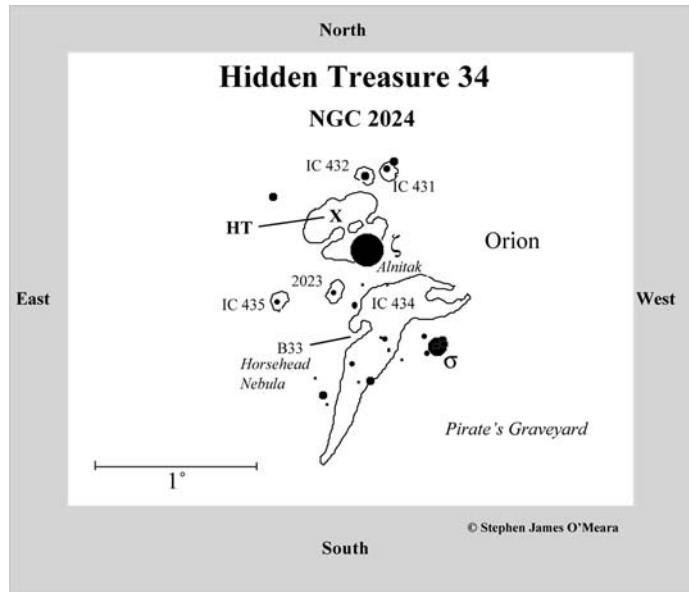 North
Hidden Treasure 34
NGC 2024
IC 432
IC 431
X
HT
ζ
Orion
Alnitak
East
2023
IC 435
IC 434
West
B33
Horsehead
Nebula
σ
Pirate's Graveyard
1°
© Stephen James O'Meara
South